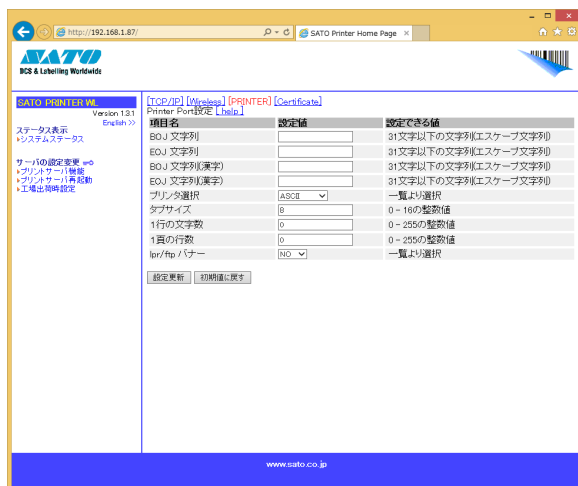 http://192.168.1.87/
SATO Printer Home Page
SATO
DCS & Labelling Worldwide
SATO PRINTER WL
Version 1.3.1
English >>
ステータス表示
システムステータス
サーバの設定変更
プリントサーバ機能
プリントサーバ再起動
工場出荷時設定
[TCP/IP] [Wireless] [PRINTER] [Certificate]
Printer Port設定 [ help ]
項目名 設定値 設定できる値
BOJ 文字列 31文字以下の文字列(エスケープ文字列)
EOJ 文字列 31文字以下の文字列(エスケープ文字列)
BOJ 文字列(漢字) 31文字以下の文字列(エスケープ文字列)
EOJ 文字列(漢字) 31文字以下の文字列(エスケープ文字列)
プリンタ選択 ASCII 一覧より選択
タブサイズ 8 0 - 16の整数値
1行の文字数 0 0 - 255の整数値
1頁の行数 0 0 - 255の整数値
lpr/ftp バナー NO 一覧より選択
設定更新 初期値に戻す
www.sato.co.jp